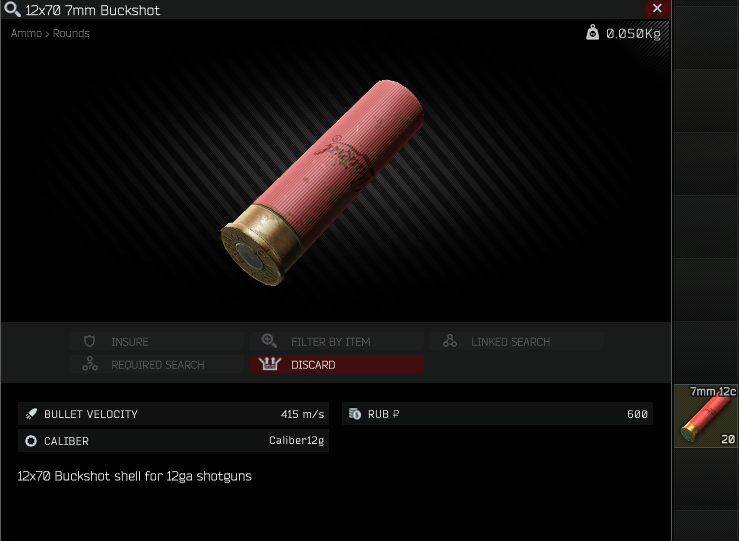 12x70 7mm Buckshot
Ammo > Rounds
0.050Kg
INSURE
FILTER BY ITEM
LINKED SEARCH
REQUIRED SEARCH
DISCARD
BULLET VELOCITY 415 m/s
RUB ₽ 600
CALIBER Caliber12g
12x70 Buckshot shell for 12ga shotguns
7mm 12c
20